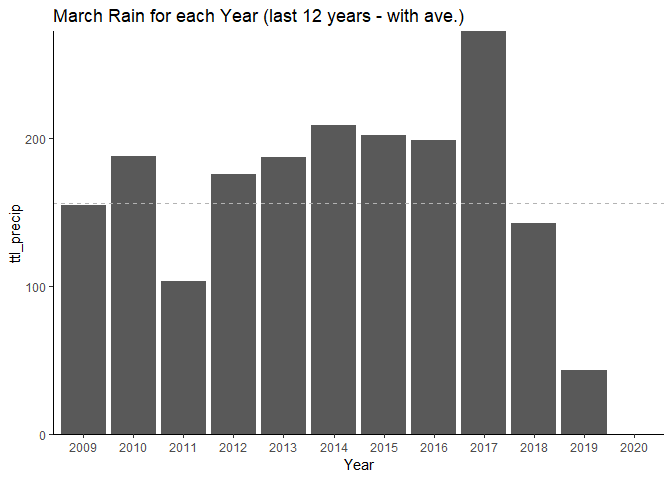 March Rain for each Year (last 12 years - with ave.)
200
100
0
ttl_precip
2009 2010 2011 2012 2013 2014 2015 2016 2017 2018 2019 2020
Year